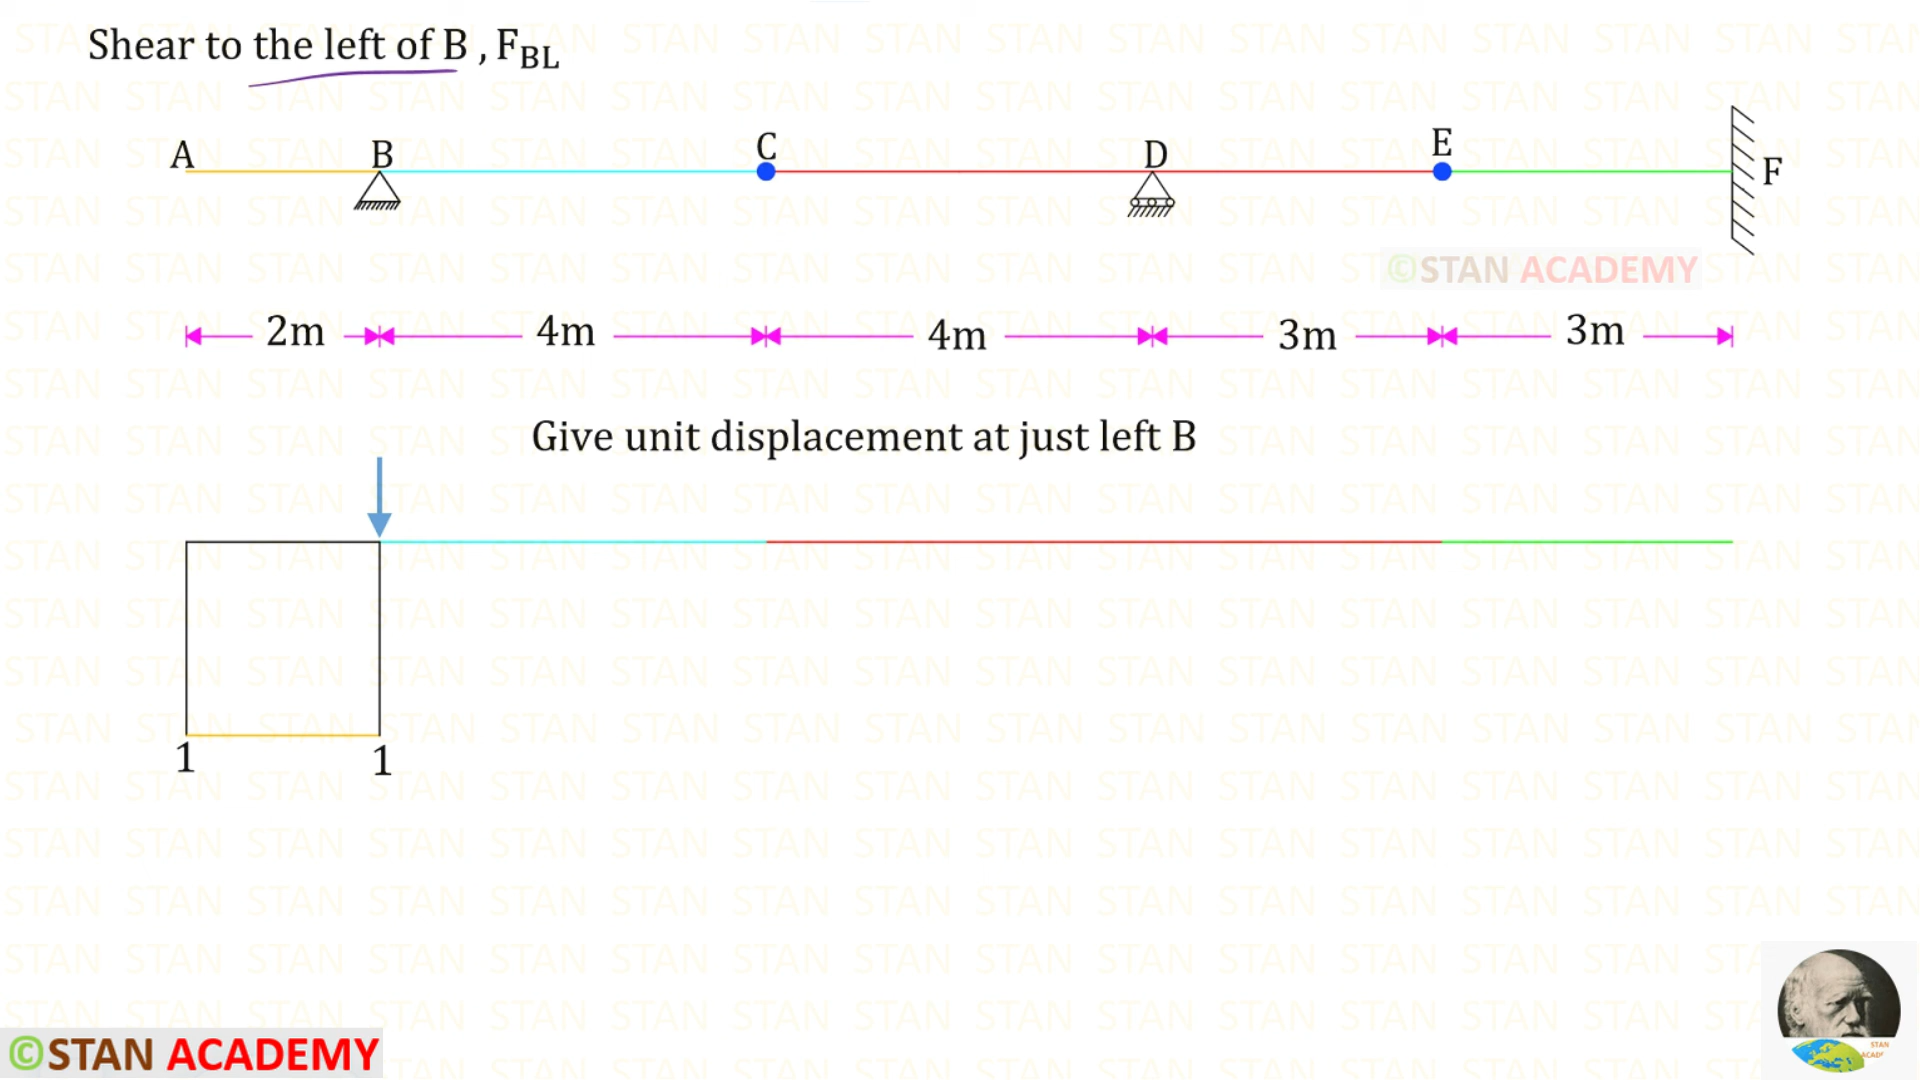 Shear to the left of B , F_BL
A B C D E F
©STAN ACADEMY
2m 4m 4m 3m 3m
Give unit displacement at just left B
1 1
©STAN ACADEMY
STAN